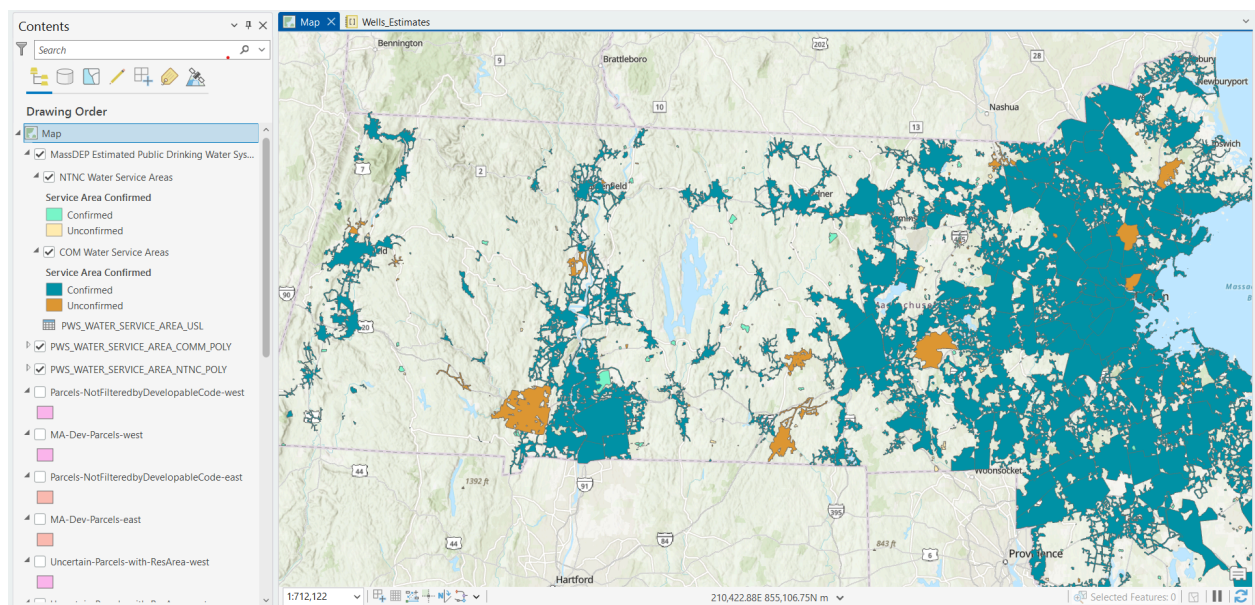 Contents
Search
Drawing Order
Map
MassDEP Estimated Public Drinking Water Sys...
NTNC Water Service Areas
Service Area Confirmed
Confirmed
Unconfirmed
COM Water Service Areas
Service Area Confirmed
Confirmed
Unconfirmed
PWS_WATER_SERVICE_AREA_USL
PWS_WATER_SERVICE_AREA_COMM_POLY
PWS_WATER_SERVICE_AREA_NTNC_POLY
Parcels-NotFilteredbyDevelopableCode-west
MA-Dev-Parcels-west
Parcels-NotFilteredbyDevelopableCode-east
MA-Dev-Parcels-east
Uncertain-Parcels-with-ResArea-west
Map
Wells_Estimates
Bennington
Brattleboro
9
202
28
Newburyport
10
Nashua
13
Ipswich
7
2
90
20
44
1392 ft
91
Woonsocket
395
44
84
843 ft
6
Providence
Hartford
1:712,122
210,422.88E 855,106.75N m
Selected Features: 0